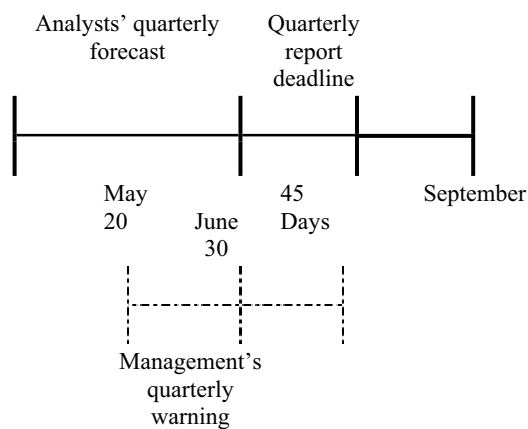 Analysts’ quarterly
forecast
Quarterly
report
deadline
May
20
June
30
45
Days
September
Management’s
quarterly
warning